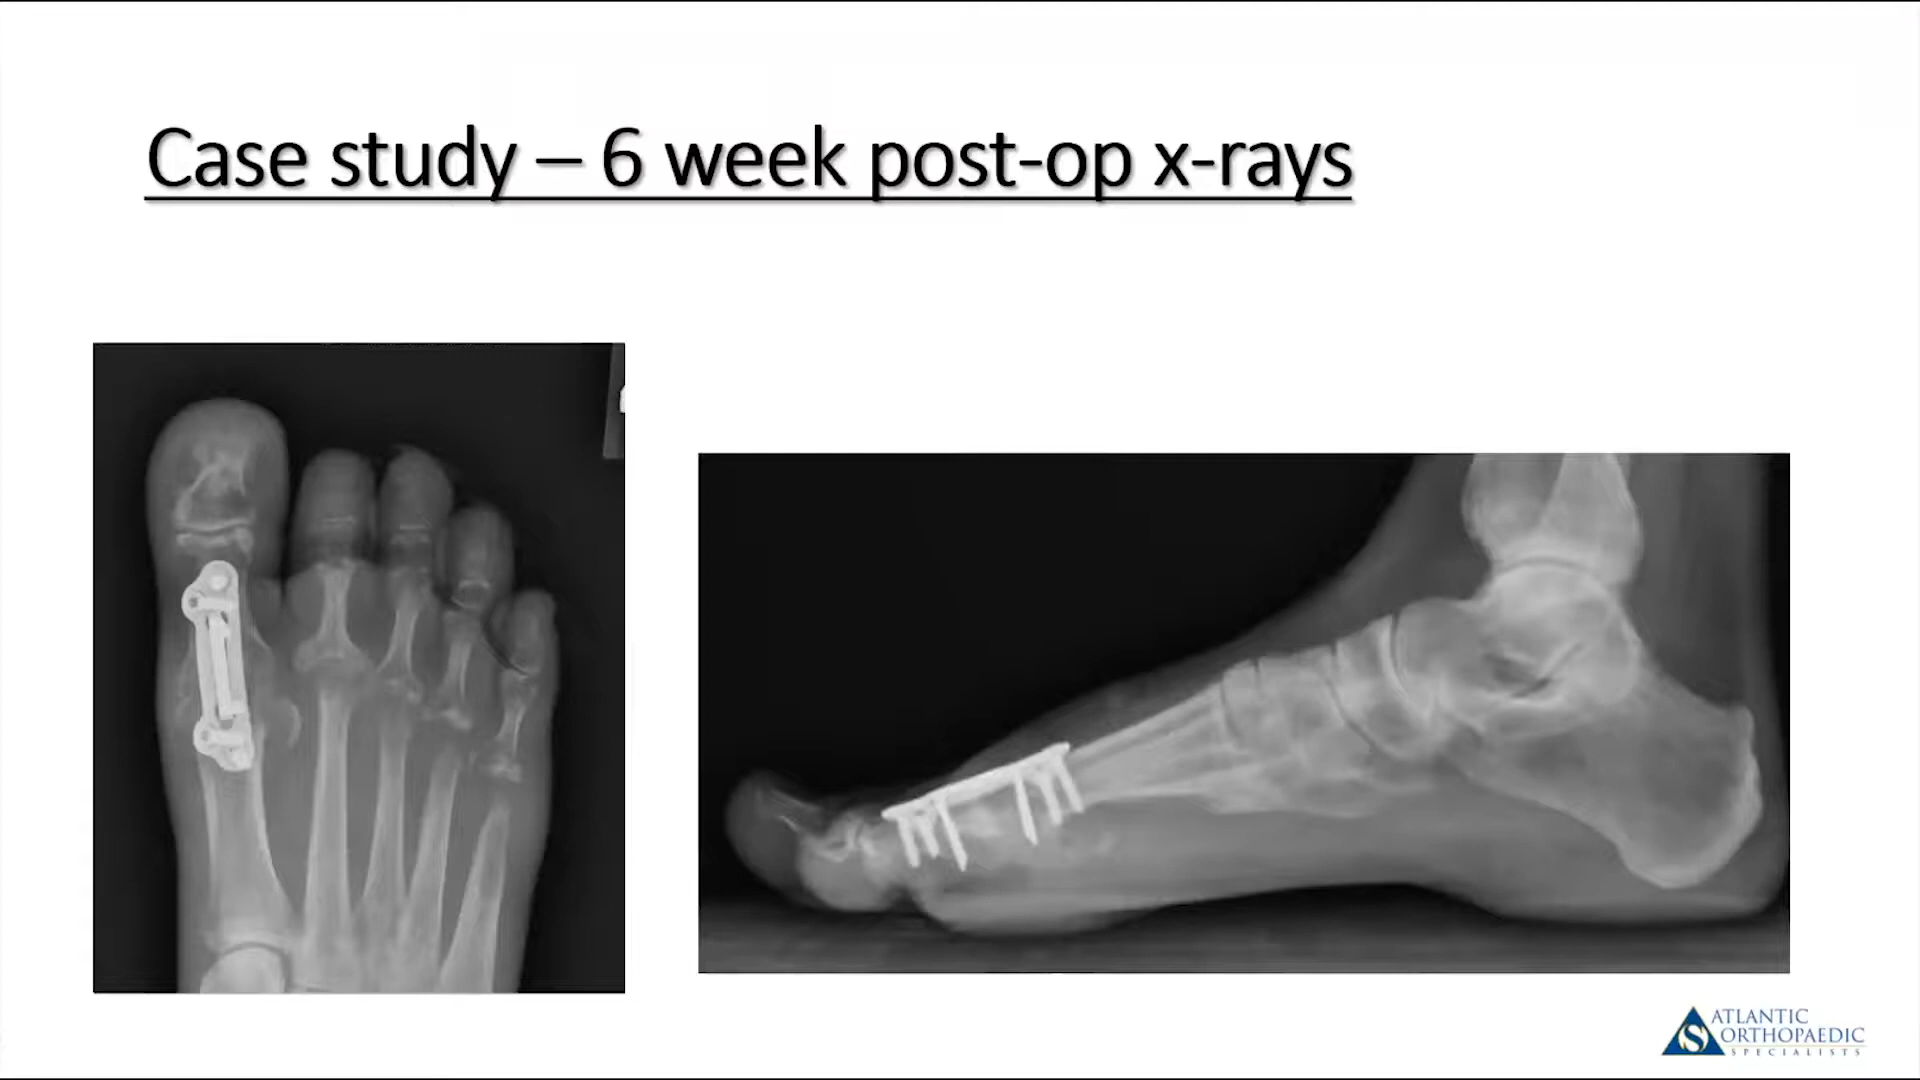 Case study – 6 week post-op x-rays
ATLANTIC
ORTHOPAEDIC
SPECIALISTS